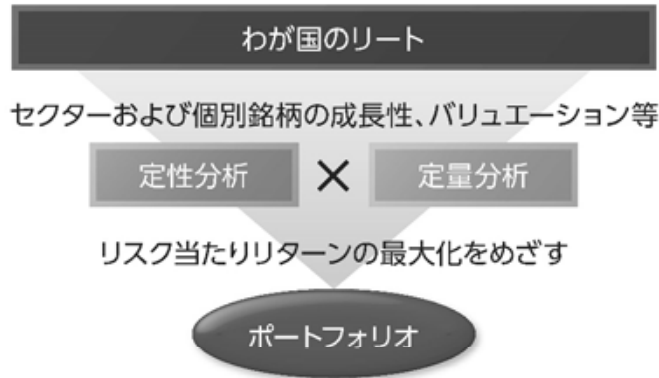 わが国のリート
セクターおよび個別銘柄の成長性、バリュエーション等
定性分析 × 定量分析
リスク当たりリターンの最大化をめざす
ポートフォリオ